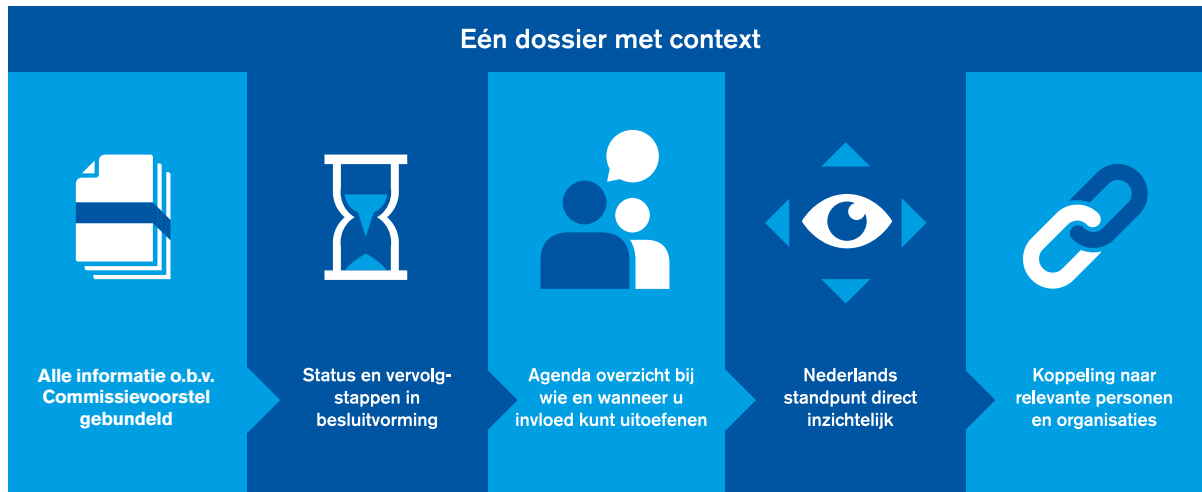 Eén dossier met context
Alle informatie o.b.v.
Commissievoorstel
gebundeld
Status en vervolg-
stappen in
besluitvorming
Agenda overzicht bij
wie en wanneer u
invloed kunt uitoefenen
Nederlands
standpunt direct
inzichtelijk
Koppeling naar
relevante personen
en organisaties